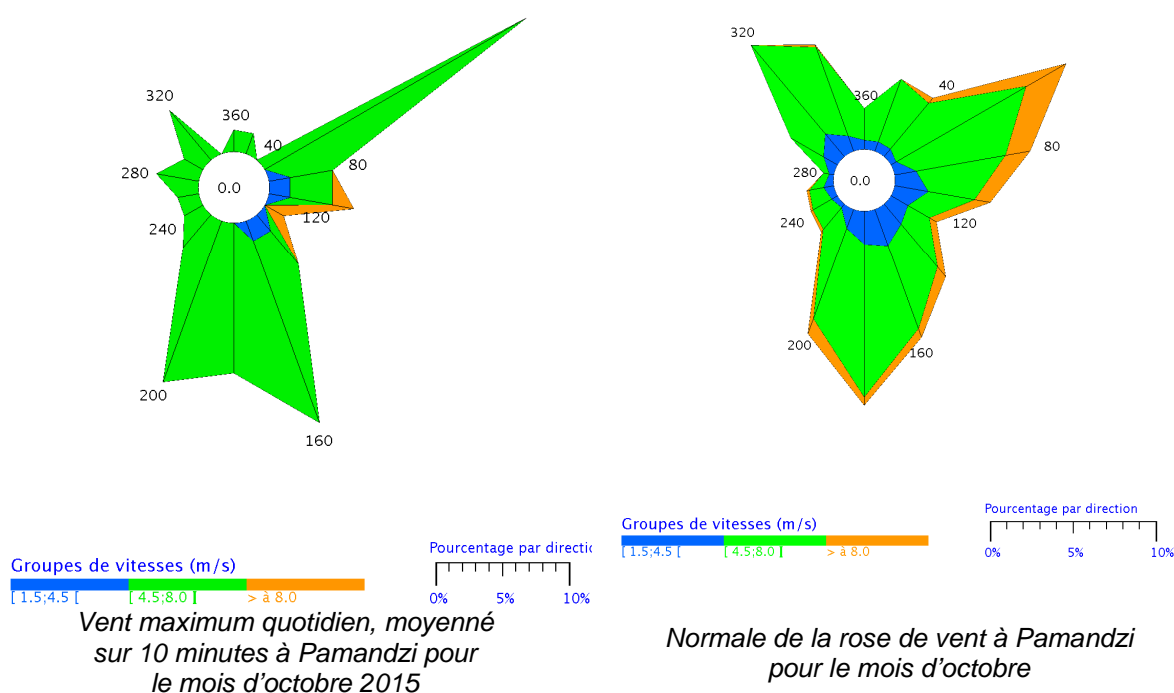 320
360
40
280
80
0.0
120
240
200
160
Groupes de vitesses (m/s)
[ 1.5;4.5 [
[ 4.5;8.0 ]
> à 8.0
Pourcentage par directic
0%
5%
10%
Vent maximum quotidien, moyenné
sur 10 minutes à Pamandzi pour
le mois d’octobre 2015
320
360
40
80
280
0.0
120
240
200
160
Groupes de vitesses (m/s)
[ 1.5;4.5 [
[ 4.5;8.0 ]
> à 8.0
Pourcentage par direction
0%
5%
10%
Normale de la rose de vent à Pamandzi
pour le mois d’octobre